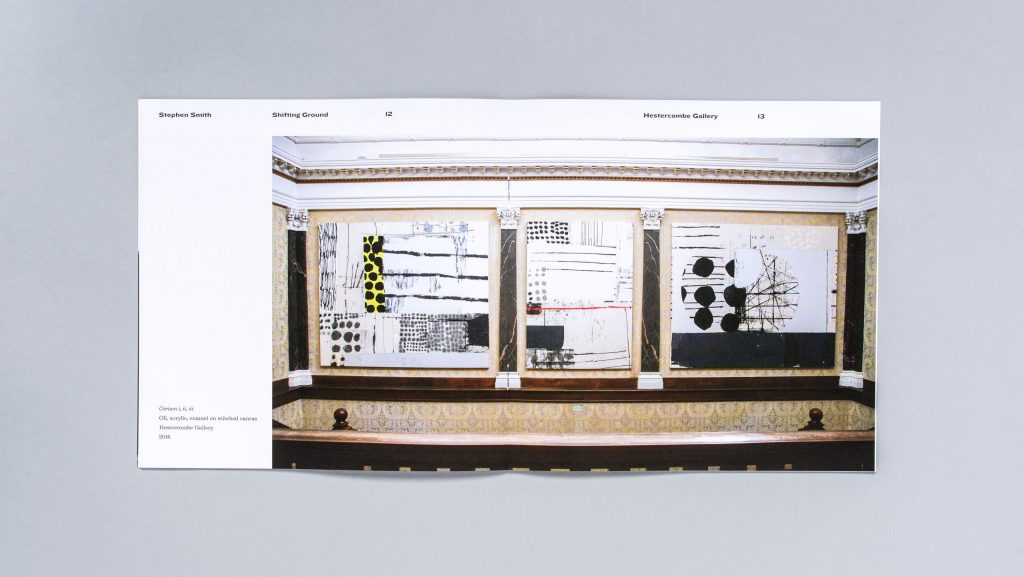 Stephen Smith
Shifting Ground
12
Hestercombe Gallery
13
Corium i, ii, iii
Oil, acrylic, enamel on stitched canvas
Hestercombe Gallery
2016